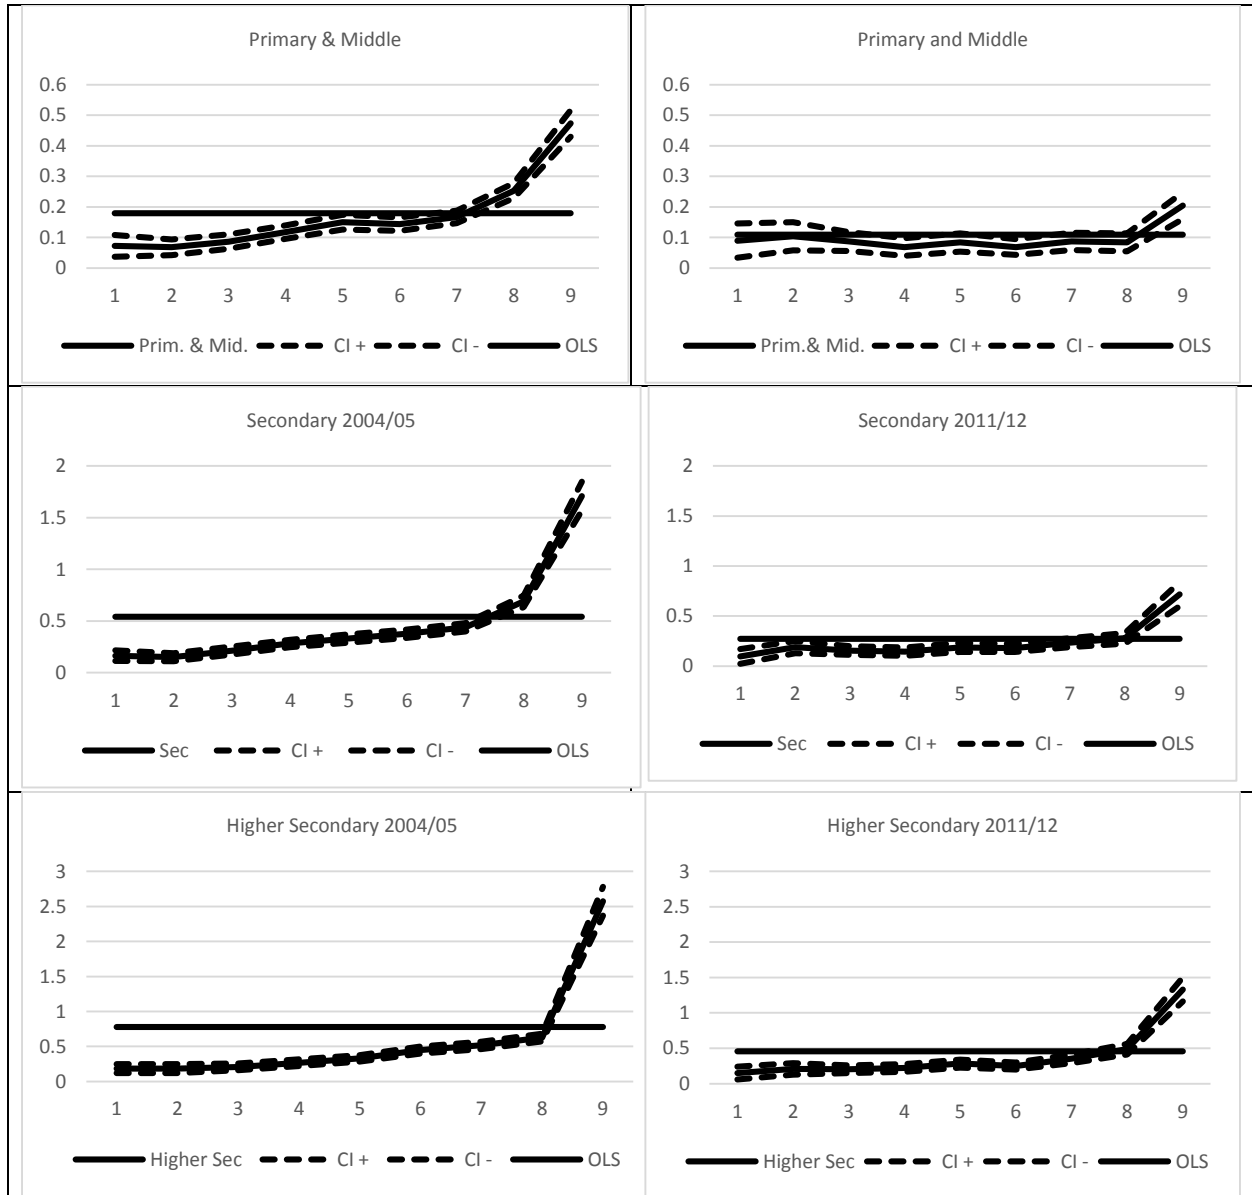 Primary & Middle
0.6
0.5
0.4
0.3
0.2
0.1
0
1 2 3 4 5 6 7 8 9
Prim. & Mid. CI + CI - OLS
Primary and Middle
0.6
0.5
0.4
0.3
0.2
0.1
0
1 2 3 4 5 6 7 8 9
Prim.& Mid. CI + CI - OLS
Secondary 2004/05
2
1.5
1
0.5
0
1 2 3 4 5 6 7 8 9
Sec CI + CI - OLS
Secondary 2011/12
2
1.5
1
0.5
0
1 2 3 4 5 6 7 8 9
Sec CI + CI - OLS
Higher Secondary 2004/05
3
2.5
2
1.5
1
0.5
0
1 2 3 4 5 6 7 8 9
Higher Sec CI + CI - OLS
Higher Secondary 2011/12
3
2.5
2
1.5
1
0.5
0
1 2 3 4 5 6 7 8 9
Higher Sec CI + CI - OLS